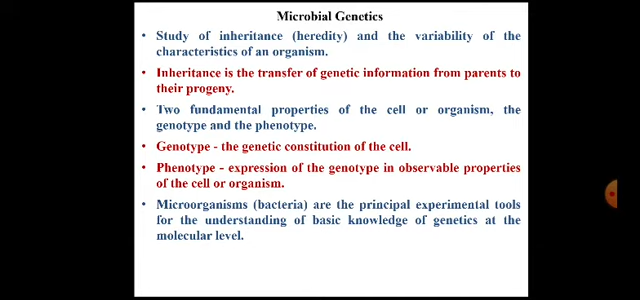 Microbial Genetics
• Study of inheritance (heredity) and the variability of the
characteristics of an organism.
• Inheritance is the transfer of genetic information from parents to
their progeny.
• Two fundamental properties of the cell or organism, the
genotype and the phenotype.
• Genotype - the genetic constitution of the cell.
• Phenotype - expression of the genotype in observable properties
of the cell or organism.
• Microorganisms (bacteria) are the principal experimental tools
for the understanding of basic knowledge of genetics at the
molecular level.